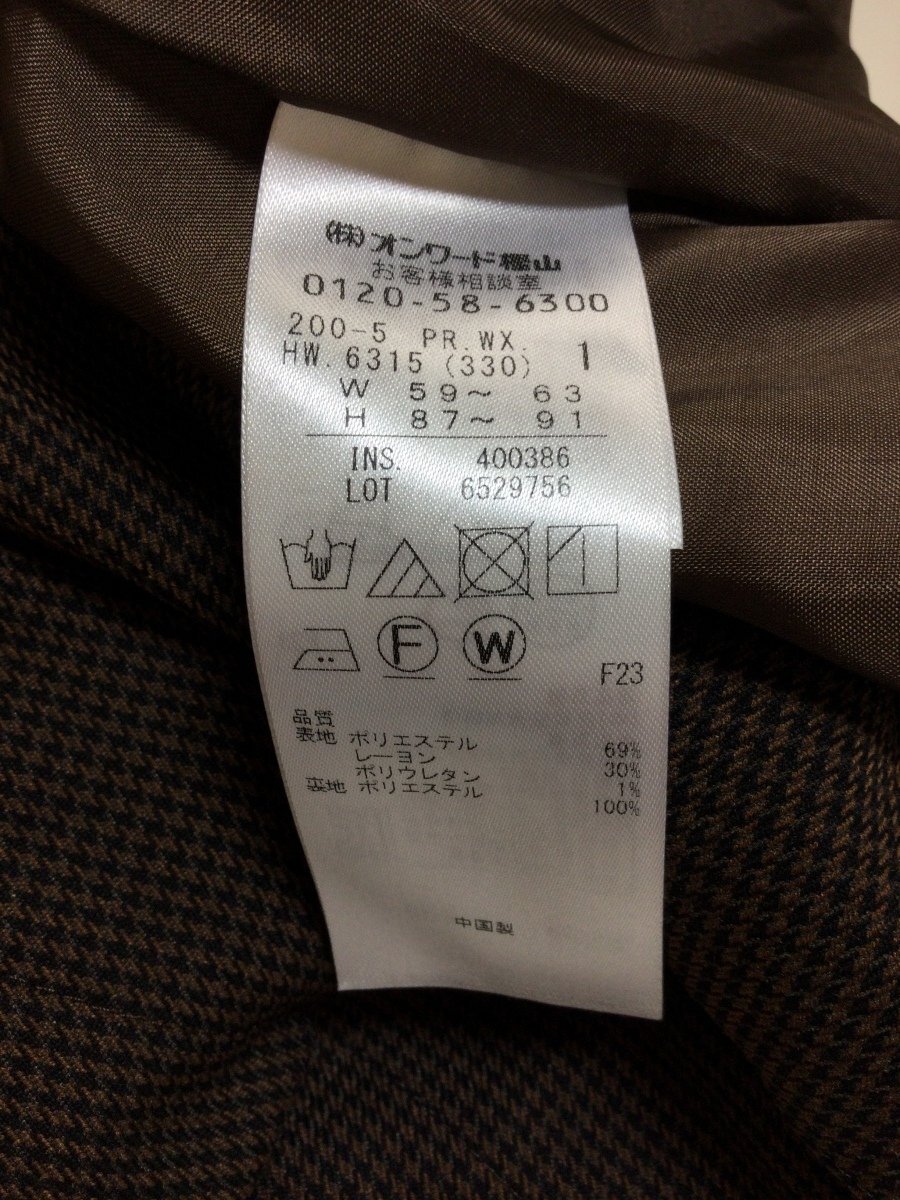 (株)オンワード樫山
お客様相談室
0120-58-6300
200-5 PR.WX.
HW.6315(330) 1
W 59~ 63
H 87~ 91
INS. 400386
LOT 6529756
F W
F23
品質
表地 ポリエステル 69%
レーヨン 30%
ポリウレタン 1%
裏地 ポリエステル 100%
中国製